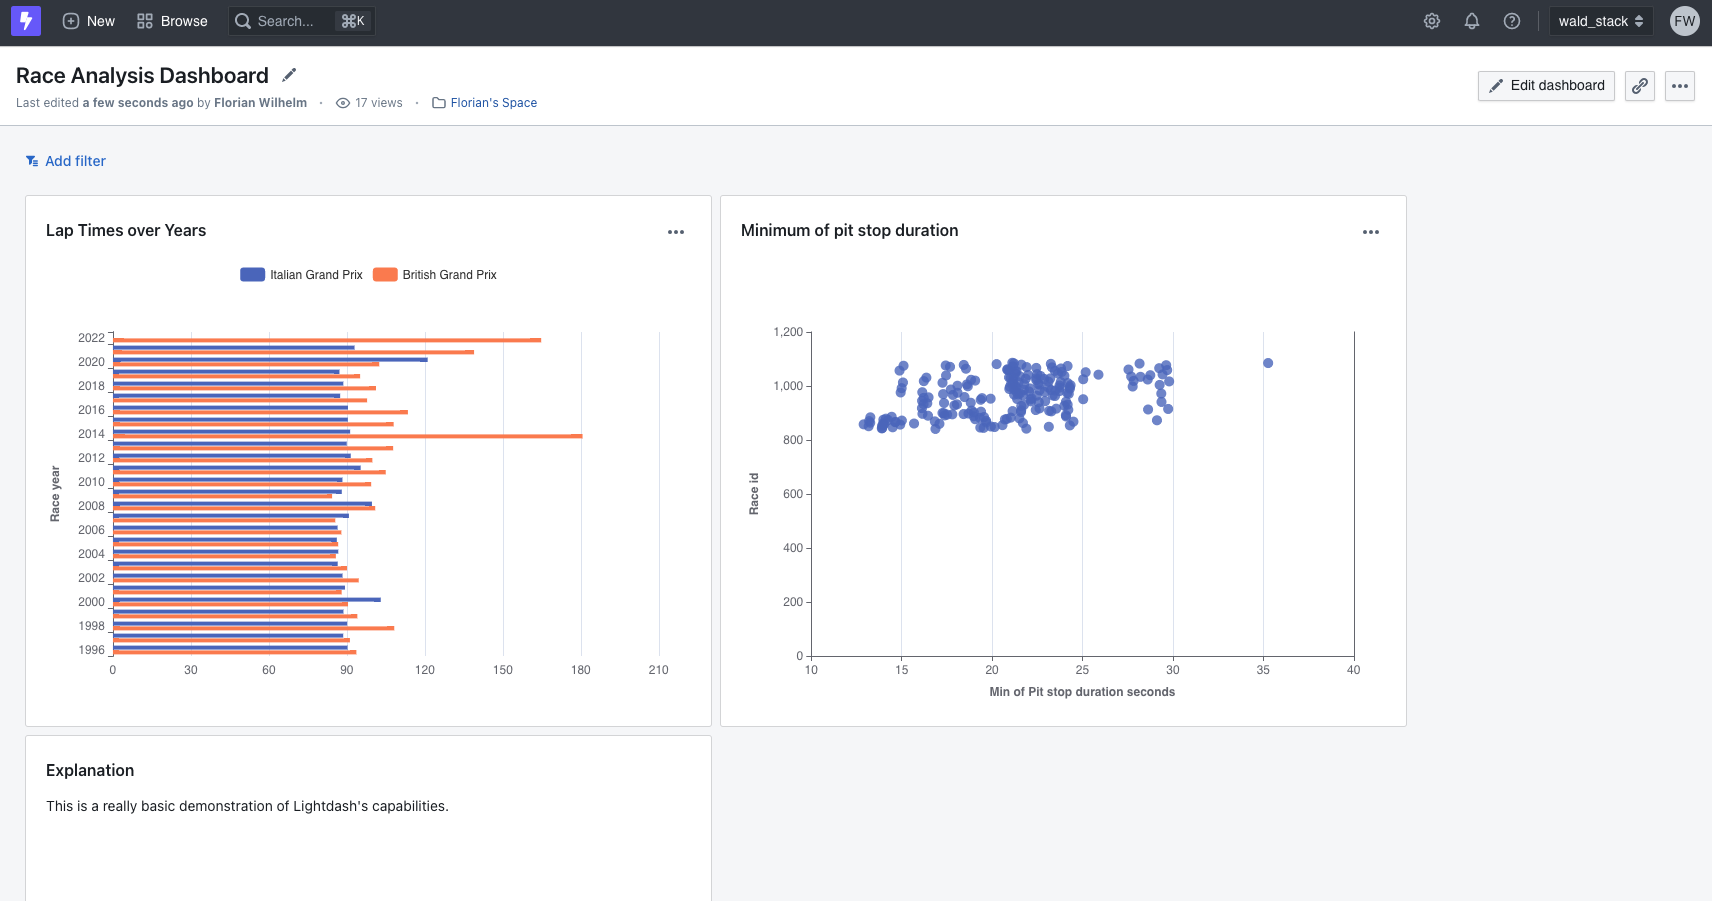 New Browse Search... ⌘K wald_stack FW
Race Analysis Dashboard
Edit dashboard
Last edited a few seconds ago by Florian Wilhelm · 17 views · Florian's Space
Add filter
Lap Times over Years
Italian Grand Prix British Grand Prix
Race year
2022
2020
2018
2016
2014
2012
2010
2008
2006
2004
2002
2000
1998
1996
0 30 60 90 120 150 180 210
Minimum of pit stop duration
Race id
1,200
1,000
800
600
400
200
0
10 15 20 25 30 35 40
Min of Pit stop duration seconds
Explanation
This is a really basic demonstration of Lightdash's capabilities.